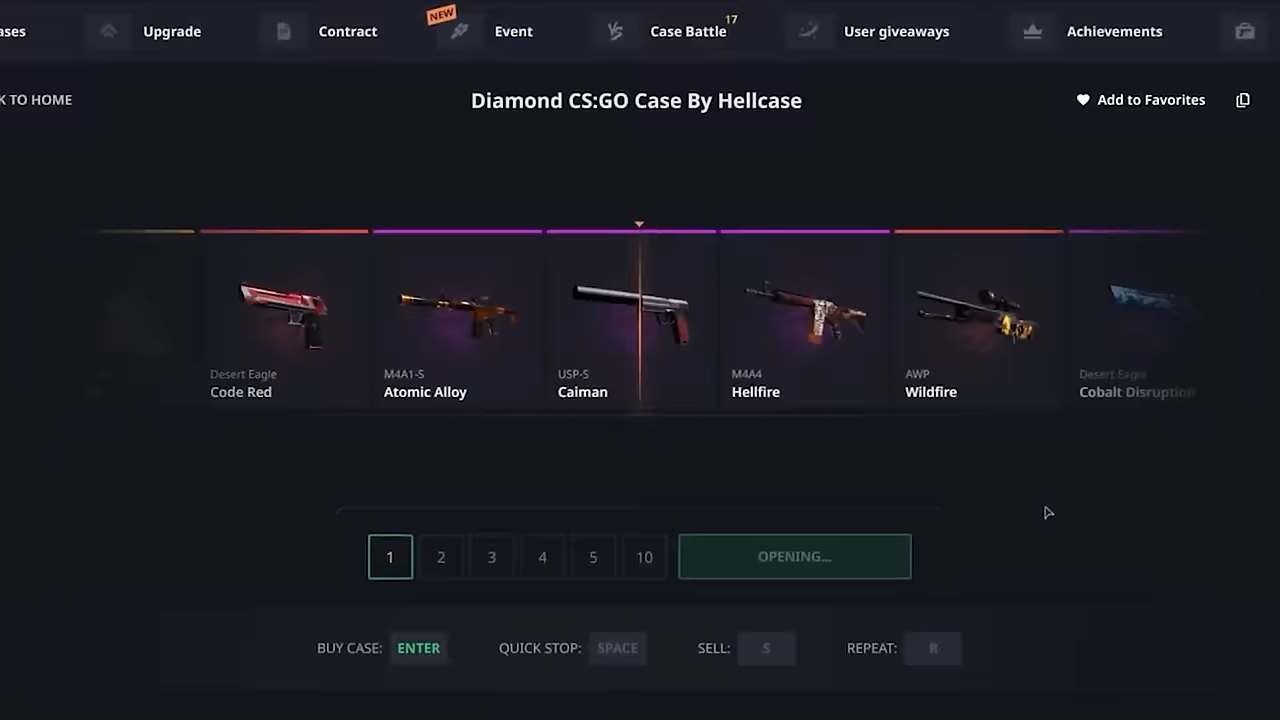 ases
Upgrade
Contract
NEW
Event
Case Battle
17
User giveaways
Achievements
K TO HOME
Diamond CS:GO Case By Hellcase
Add to Favorites
Desert Eagle
Code Red
M4A1-S
Atomic Alloy
USP-S
Caiman
M4A4
Hellfire
AWP
Wildfire
Desert Eagle
Cobalt Disruption
1
2
3
4
5
10
OPENING...
BUY CASE: ENTER
QUICK STOP: SPACE
SELL: S
REPEAT: R